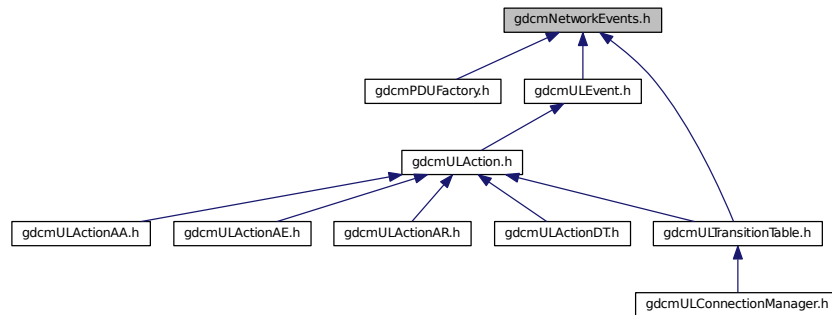 gdcmNetworkEvents.h
gdcmPDUFactory.h
gdcmULEvent.h
gdcmULAction.h
gdcmULActionAA.h
gdcmULActionAE.h
gdcmULActionAR.h
gdcmULActionDT.h
gdcmULTransitionTable.h
gdcmULConnectionManager.h